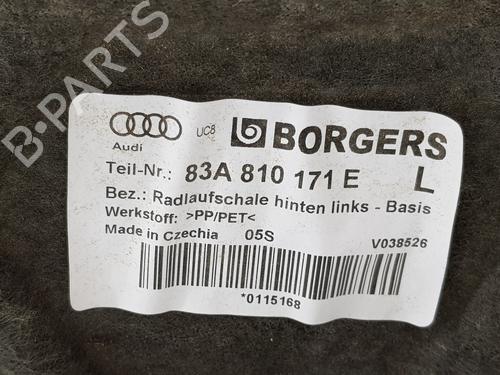 UC8 BORGERS
Audi
Teil-Nr.: 83A 810 171 E L
Bez.: Radlaufschale hinten links - Basis
Werkstoff: >PP/PET<
Made in Czechia 05S V038526
*0115168
B-PARTS